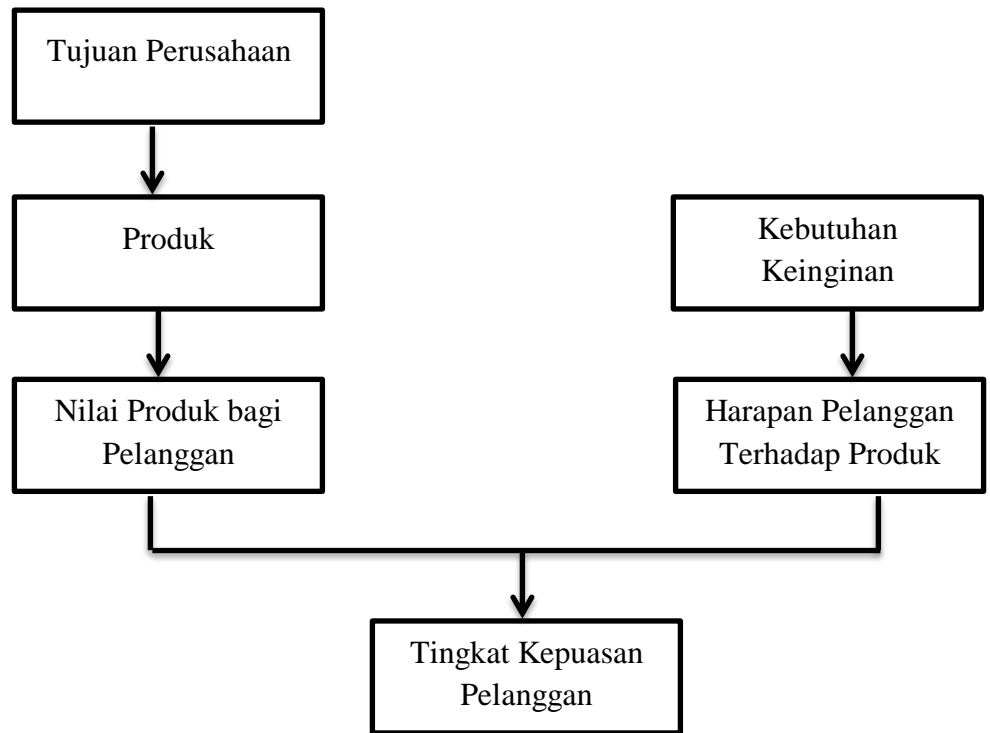 Tujuan Perusahaan
Produk
Kebutuhan
Keinginan
Nilai Produk bagi
Pelanggan
Harapan Pelanggan
Terhadap Produk
Tingkat Kepuasan
Pelanggan